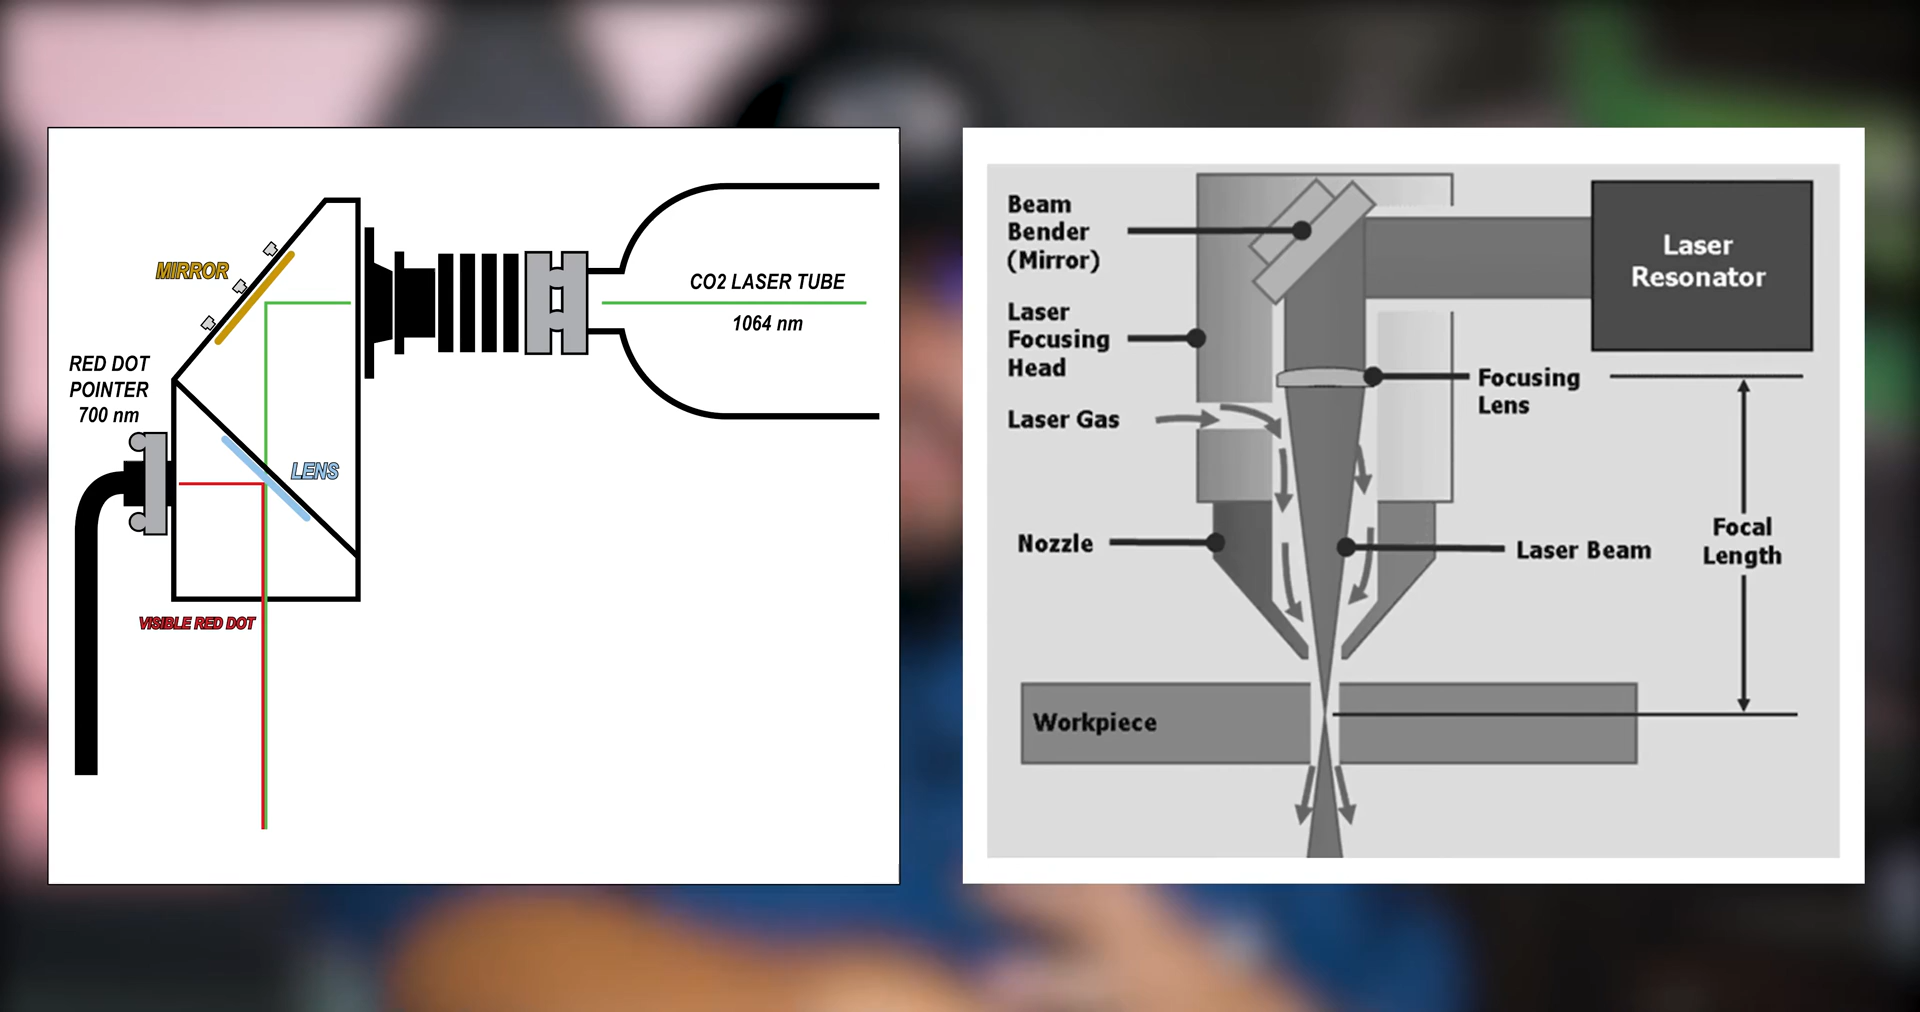 MIRROR
RED DOT
POINTER
700 nm
LENS
VISIBLE RED DOT
CO2 LASER TUBE
1064 nm
Beam
Bender
(Mirror)
Laser
Focusing
Head
Laser Gas
Nozzle
Workpiece
Laser
Resonator
Focusing
Lens
Laser Beam
Focal
Length